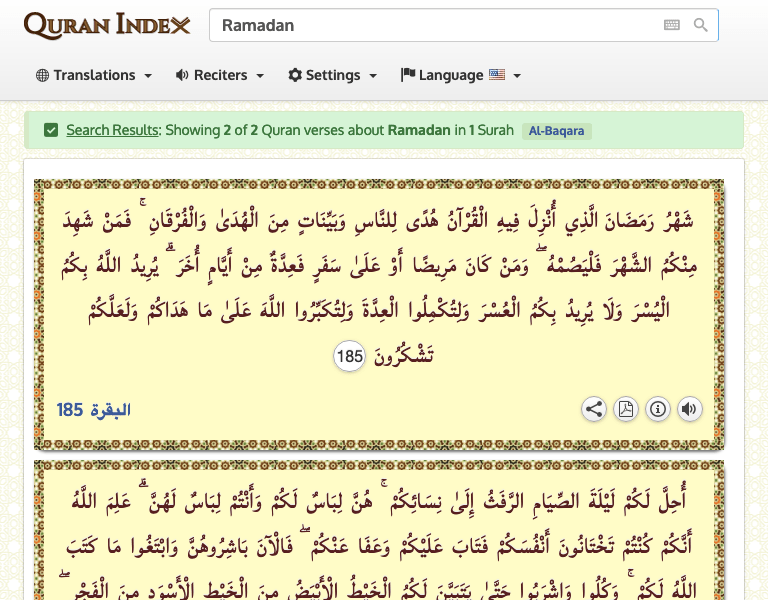 QURAN INDEX
Ramadan
Translations Reciters Settings Language
Search Results: Showing 2 of 2 Quran verses about Ramadan in 1 Surah Al-Baqara
شَهْرُ رَمَضَانَ الَّذِي أُنْزِلَ فِيهِ الْقُرْآنُ هُدًى لِلنَّاسِ وَبَيِّنَاتٍ مِنَ الْهُدَىٰ وَالْفُرْقَانِ ۚ فَمَنْ شَهِدَ
مِنْكُمُ الشَّهْرَ فَلْيَصُمْهُ ۖ وَمَنْ كَانَ مَرِيضًا أَوْ عَلَىٰ سَفَرٍ فَعِدَّةٌ مِنْ أَيَّامٍ أُخَرَ ۗ يُرِيدُ اللَّهُ بِكُمُ
الْيُسْرَ وَلَا يُرِيدُ بِكُمُ الْعُسْرَ وَلِتُكْمِلُوا الْعِدَّةَ وَلِتُكَبِّرُوا اللَّهَ عَلَىٰ مَا هَدَاكُمْ وَلَعَلَّكُمْ
تَشْكُرُونَ 185
البقرة 185
أُحِلَّ لَكُمْ لَيْلَةَ الصِّيَامِ الرَّفَثُ إِلَىٰ نِسَائِكُمْ ۚ هُنَّ لِبَاسٌ لَكُمْ وَأَنْتُمْ لِبَاسٌ لَهُنَّ ۗ عَلِمَ اللَّهُ
أَنَّكُمْ كُنْتُمْ تَخْتَانُونَ أَنْفُسَكُمْ فَتَابَ عَلَيْكُمْ وَعَفَا عَنْكُمْ ۖ فَالْآنَ بَاشِرُوهُنَّ وَابْتَغُوا مَا كَتَبَ
اللَّهُ لَكُمْ ۚ وَكُلُوا وَاشْرَبُوا حَتَّىٰ يَتَبَيَّنَ لَكُمُ الْخَيْطُ الْأَبْيَضُ مِنَ الْخَيْطِ الْأَسْوَدِ مِنَ الْفَجْرِ ۖ